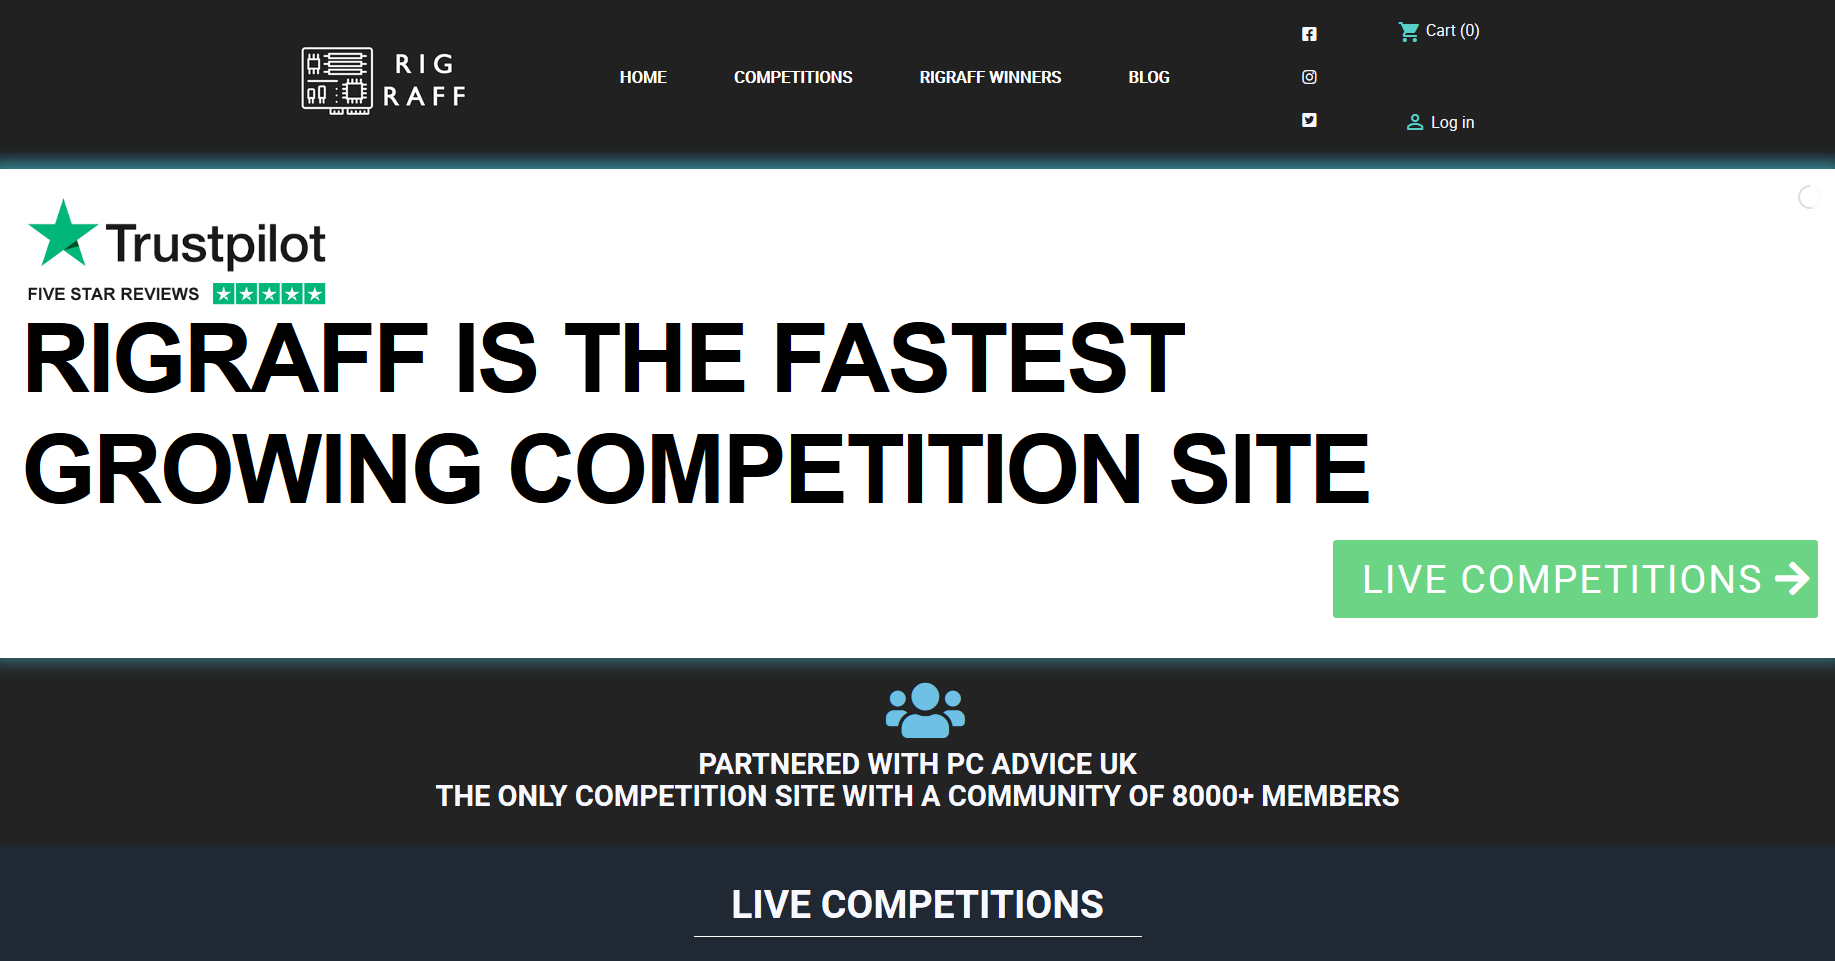 RIG
RAFF
HOME
COMPETITIONS
RIGRAFF WINNERS
BLOG
Cart (0)
Log in
Trustpilot
FIVE STAR REVIEWS
RIGRAFF IS THE FASTEST
GROWING COMPETITION SITE
LIVE COMPETITIONS
PARTNERED WITH PC ADVICE UK
THE ONLY COMPETITION SITE WITH A COMMUNITY OF 8000+ MEMBERS
LIVE COMPETITIONS